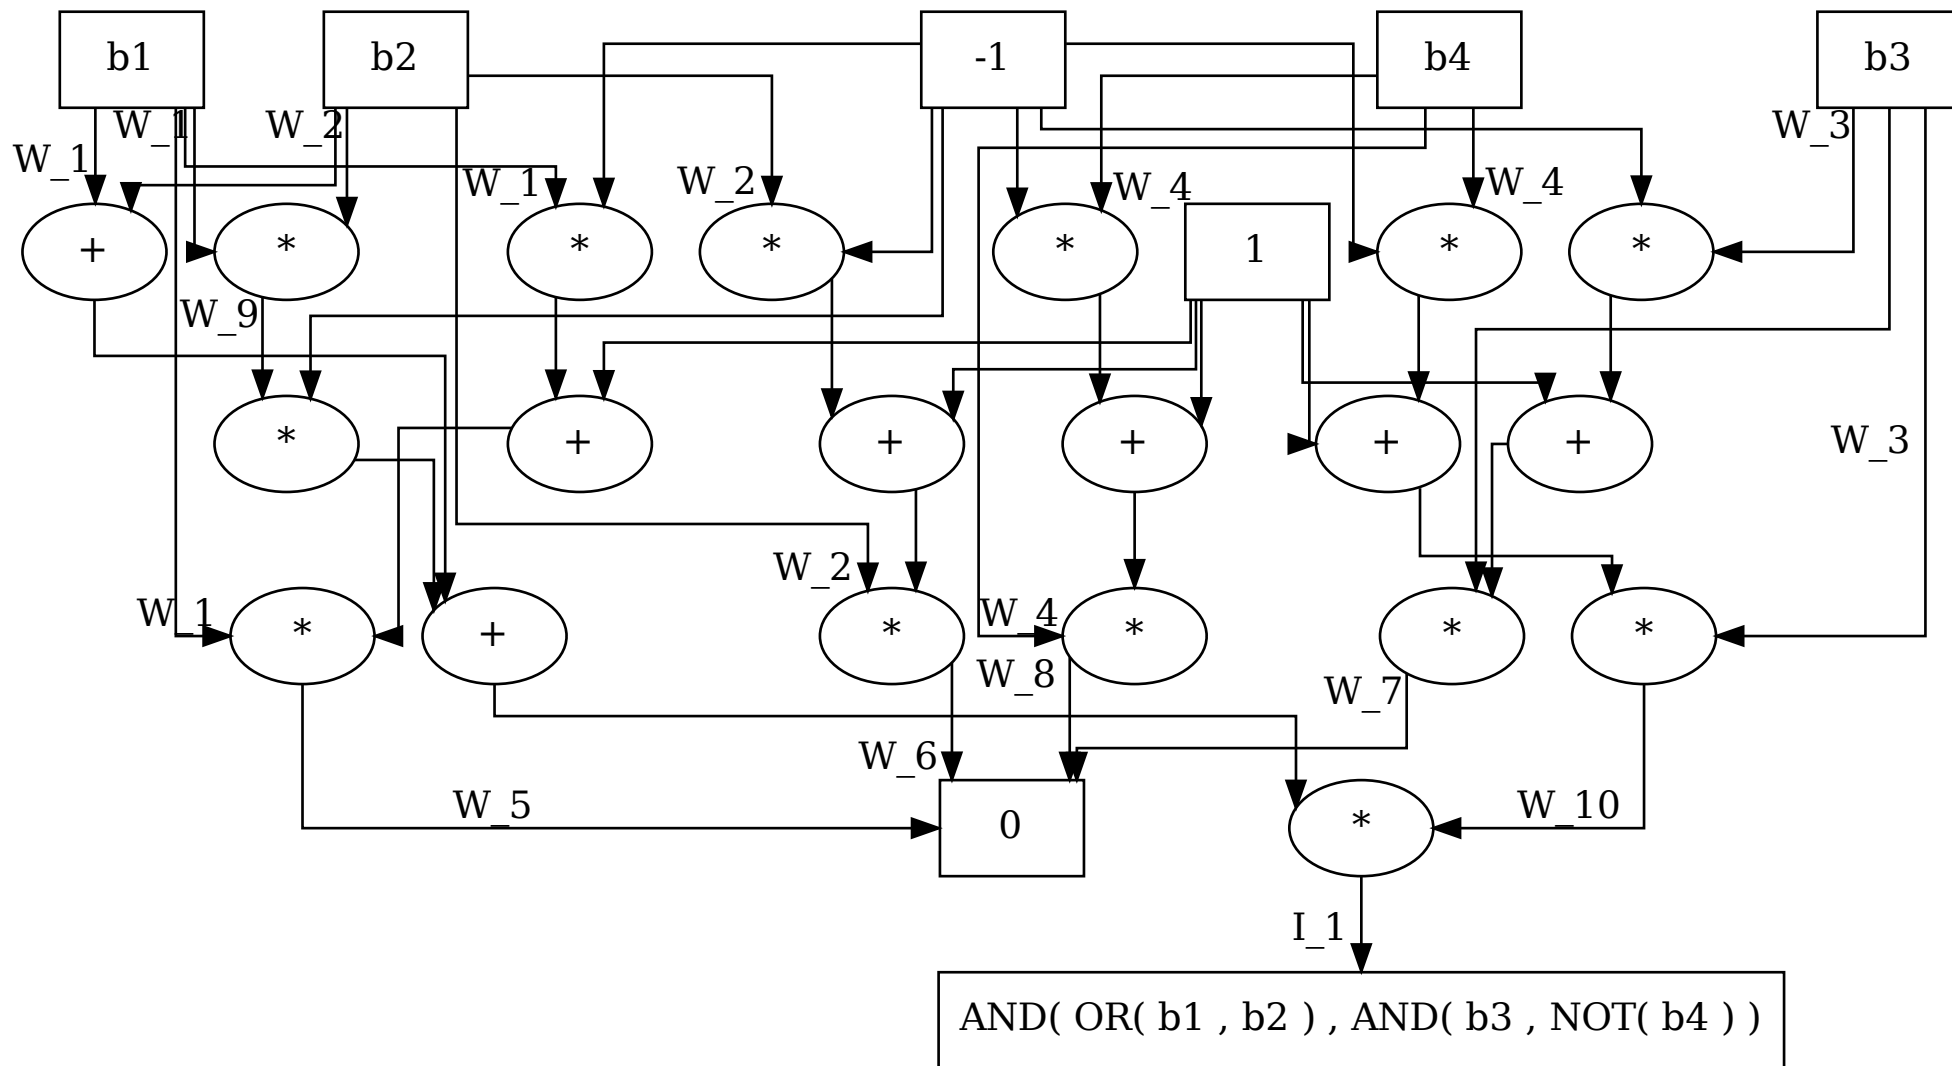 b1
b2
-1
b4
b3
W_1
W_2
W_3
W_1
W_1
W_2
W_4
W_4
+
*
*
*
*
1
*
*
W_9
*
+
+
+
+
+
W_3
W_2
W_1
*
+
*
W_4
*
*
*
W_8
W_7
W_6
W_5
0
*
W_10
I_1
AND( OR( b1 , b2 ) , AND( b3 , NOT( b4 ) )